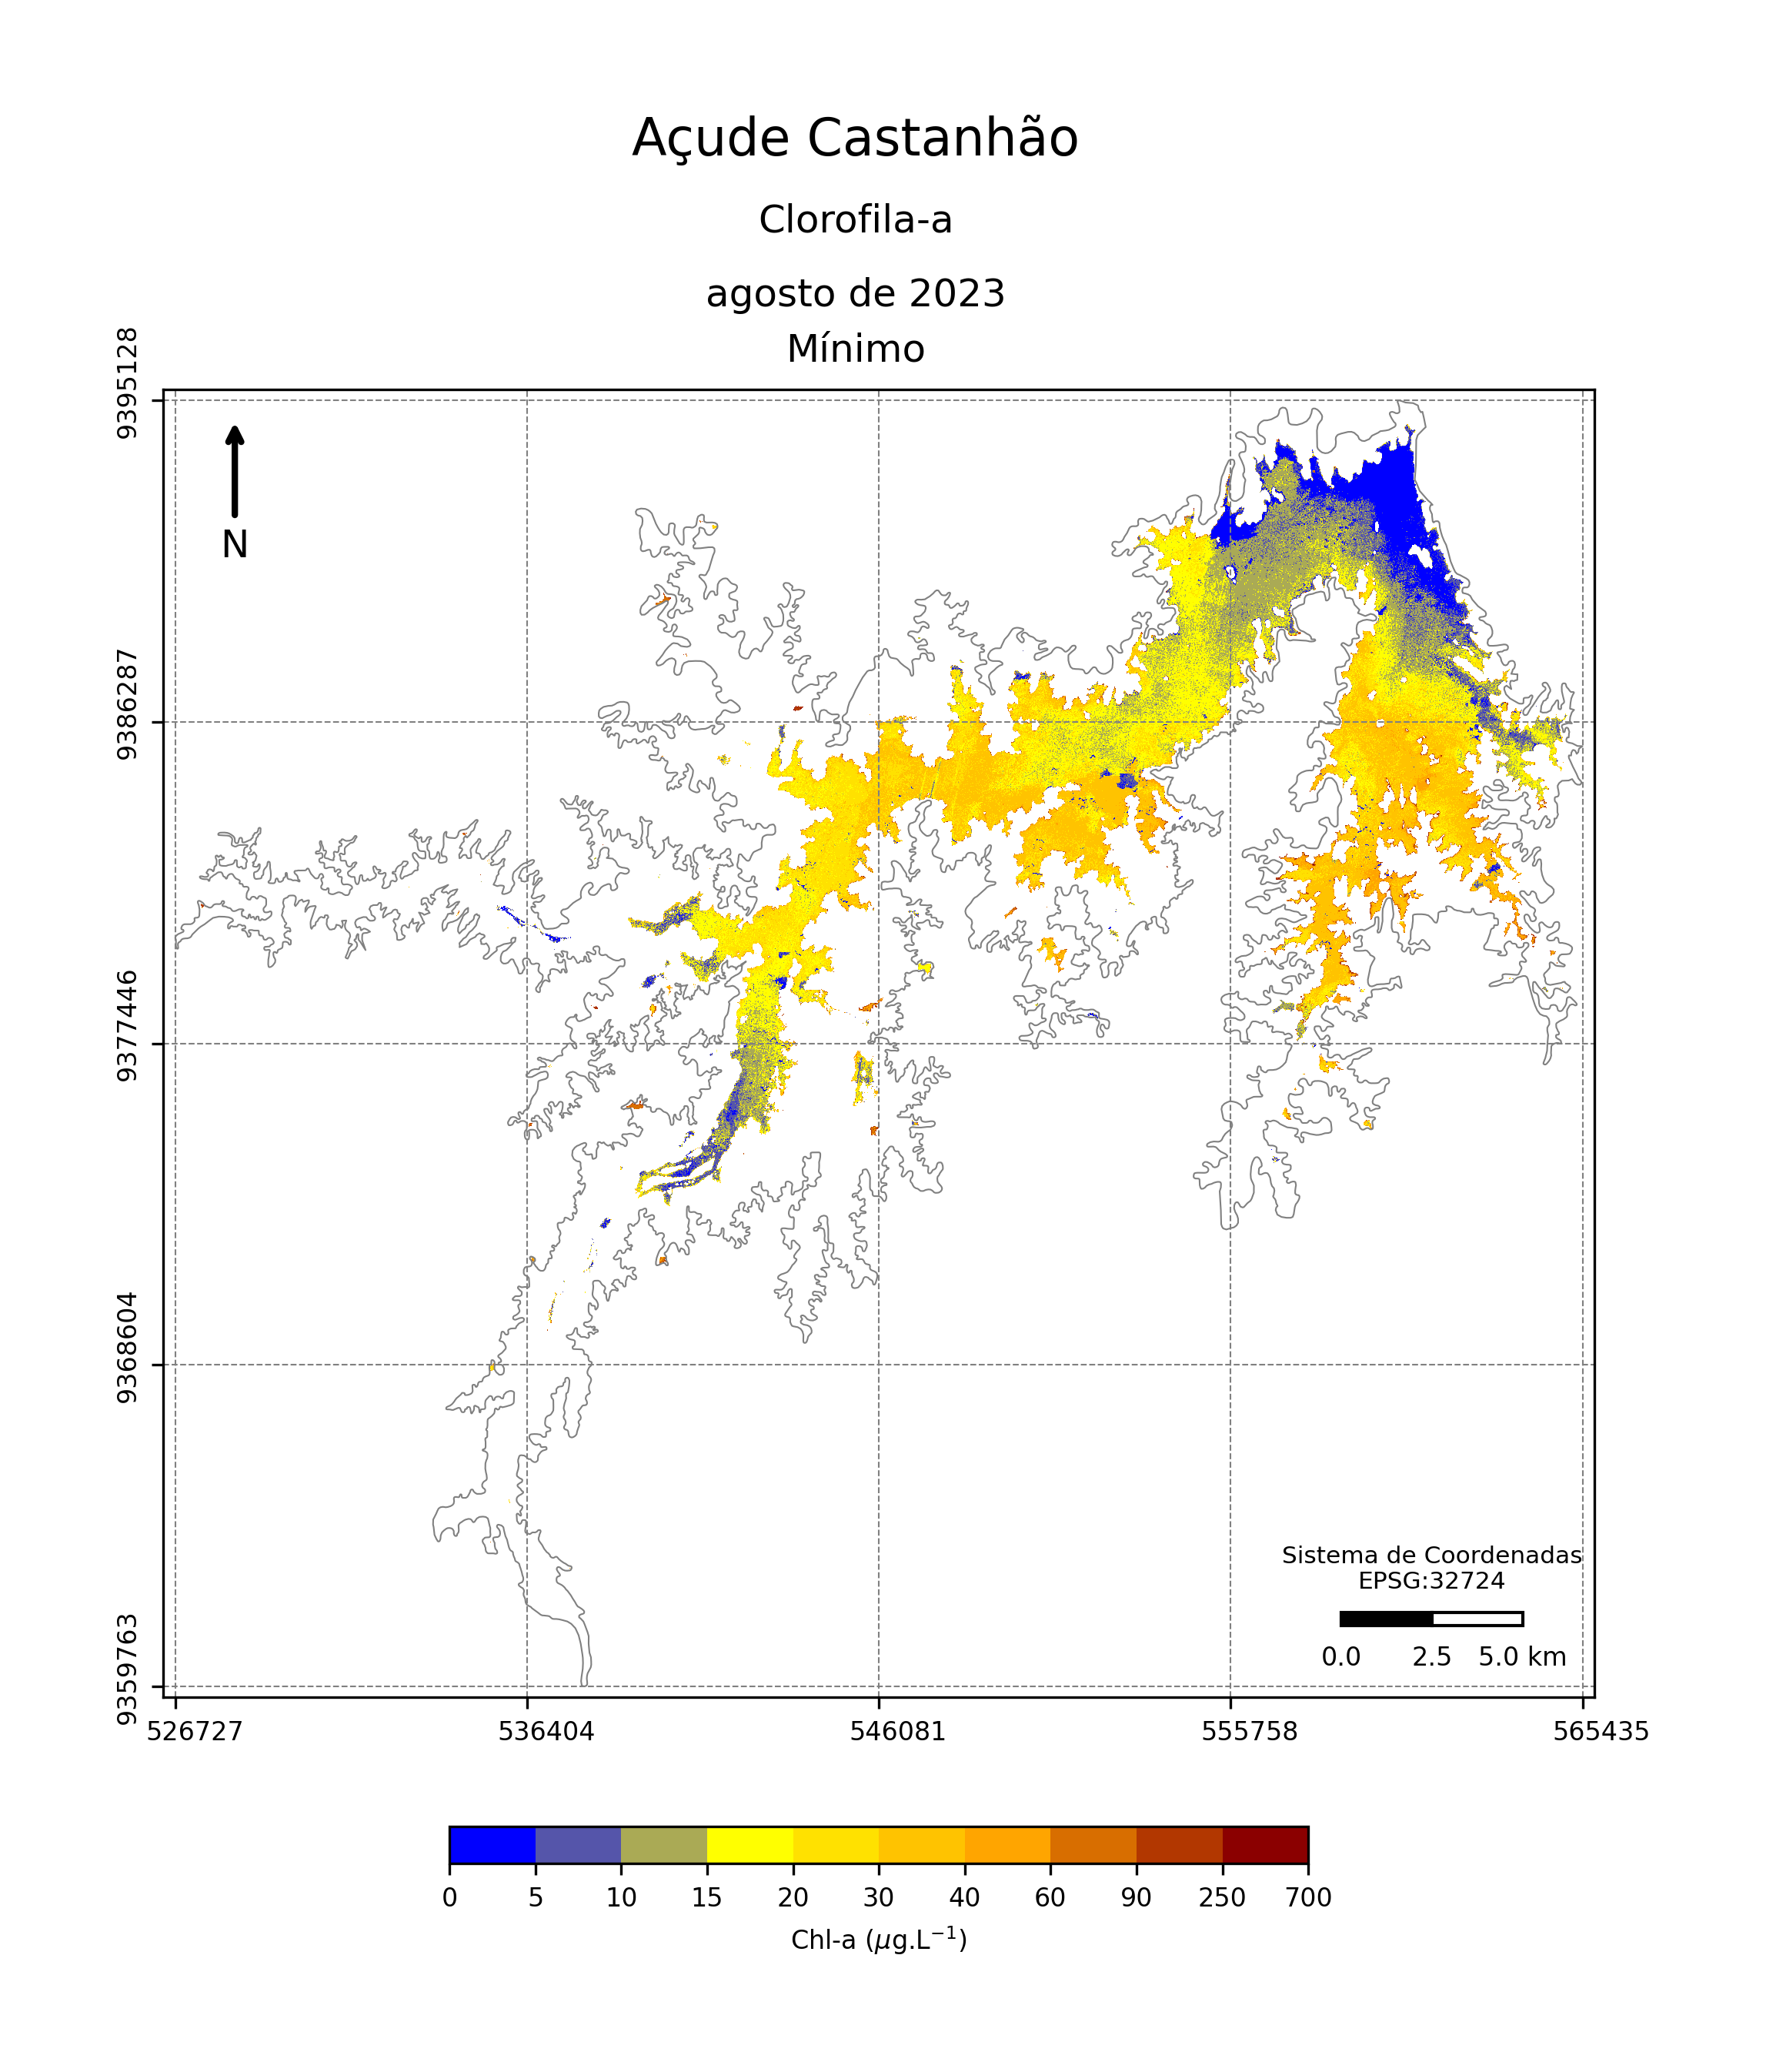 Açude Castanhão
Clorofila-a
agosto de 2023
Mínimo
9395128
9386287
9377446
9368604
9359763
N
Sistema de Coordenadas
EPSG:32724
0.0 2.5 5.0 km
526727 536404 546081 555758 565435
0 5 10 15 20 30 40 60 90 250 700
Chl-a (μg.L⁻¹)